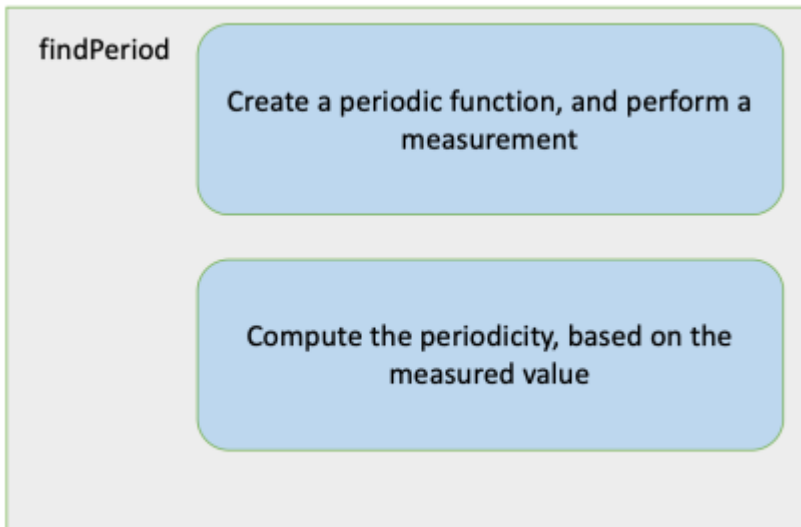 findPeriod
Create a periodic function, and perform a
measurement
Compute the periodicity, based on the
measured value